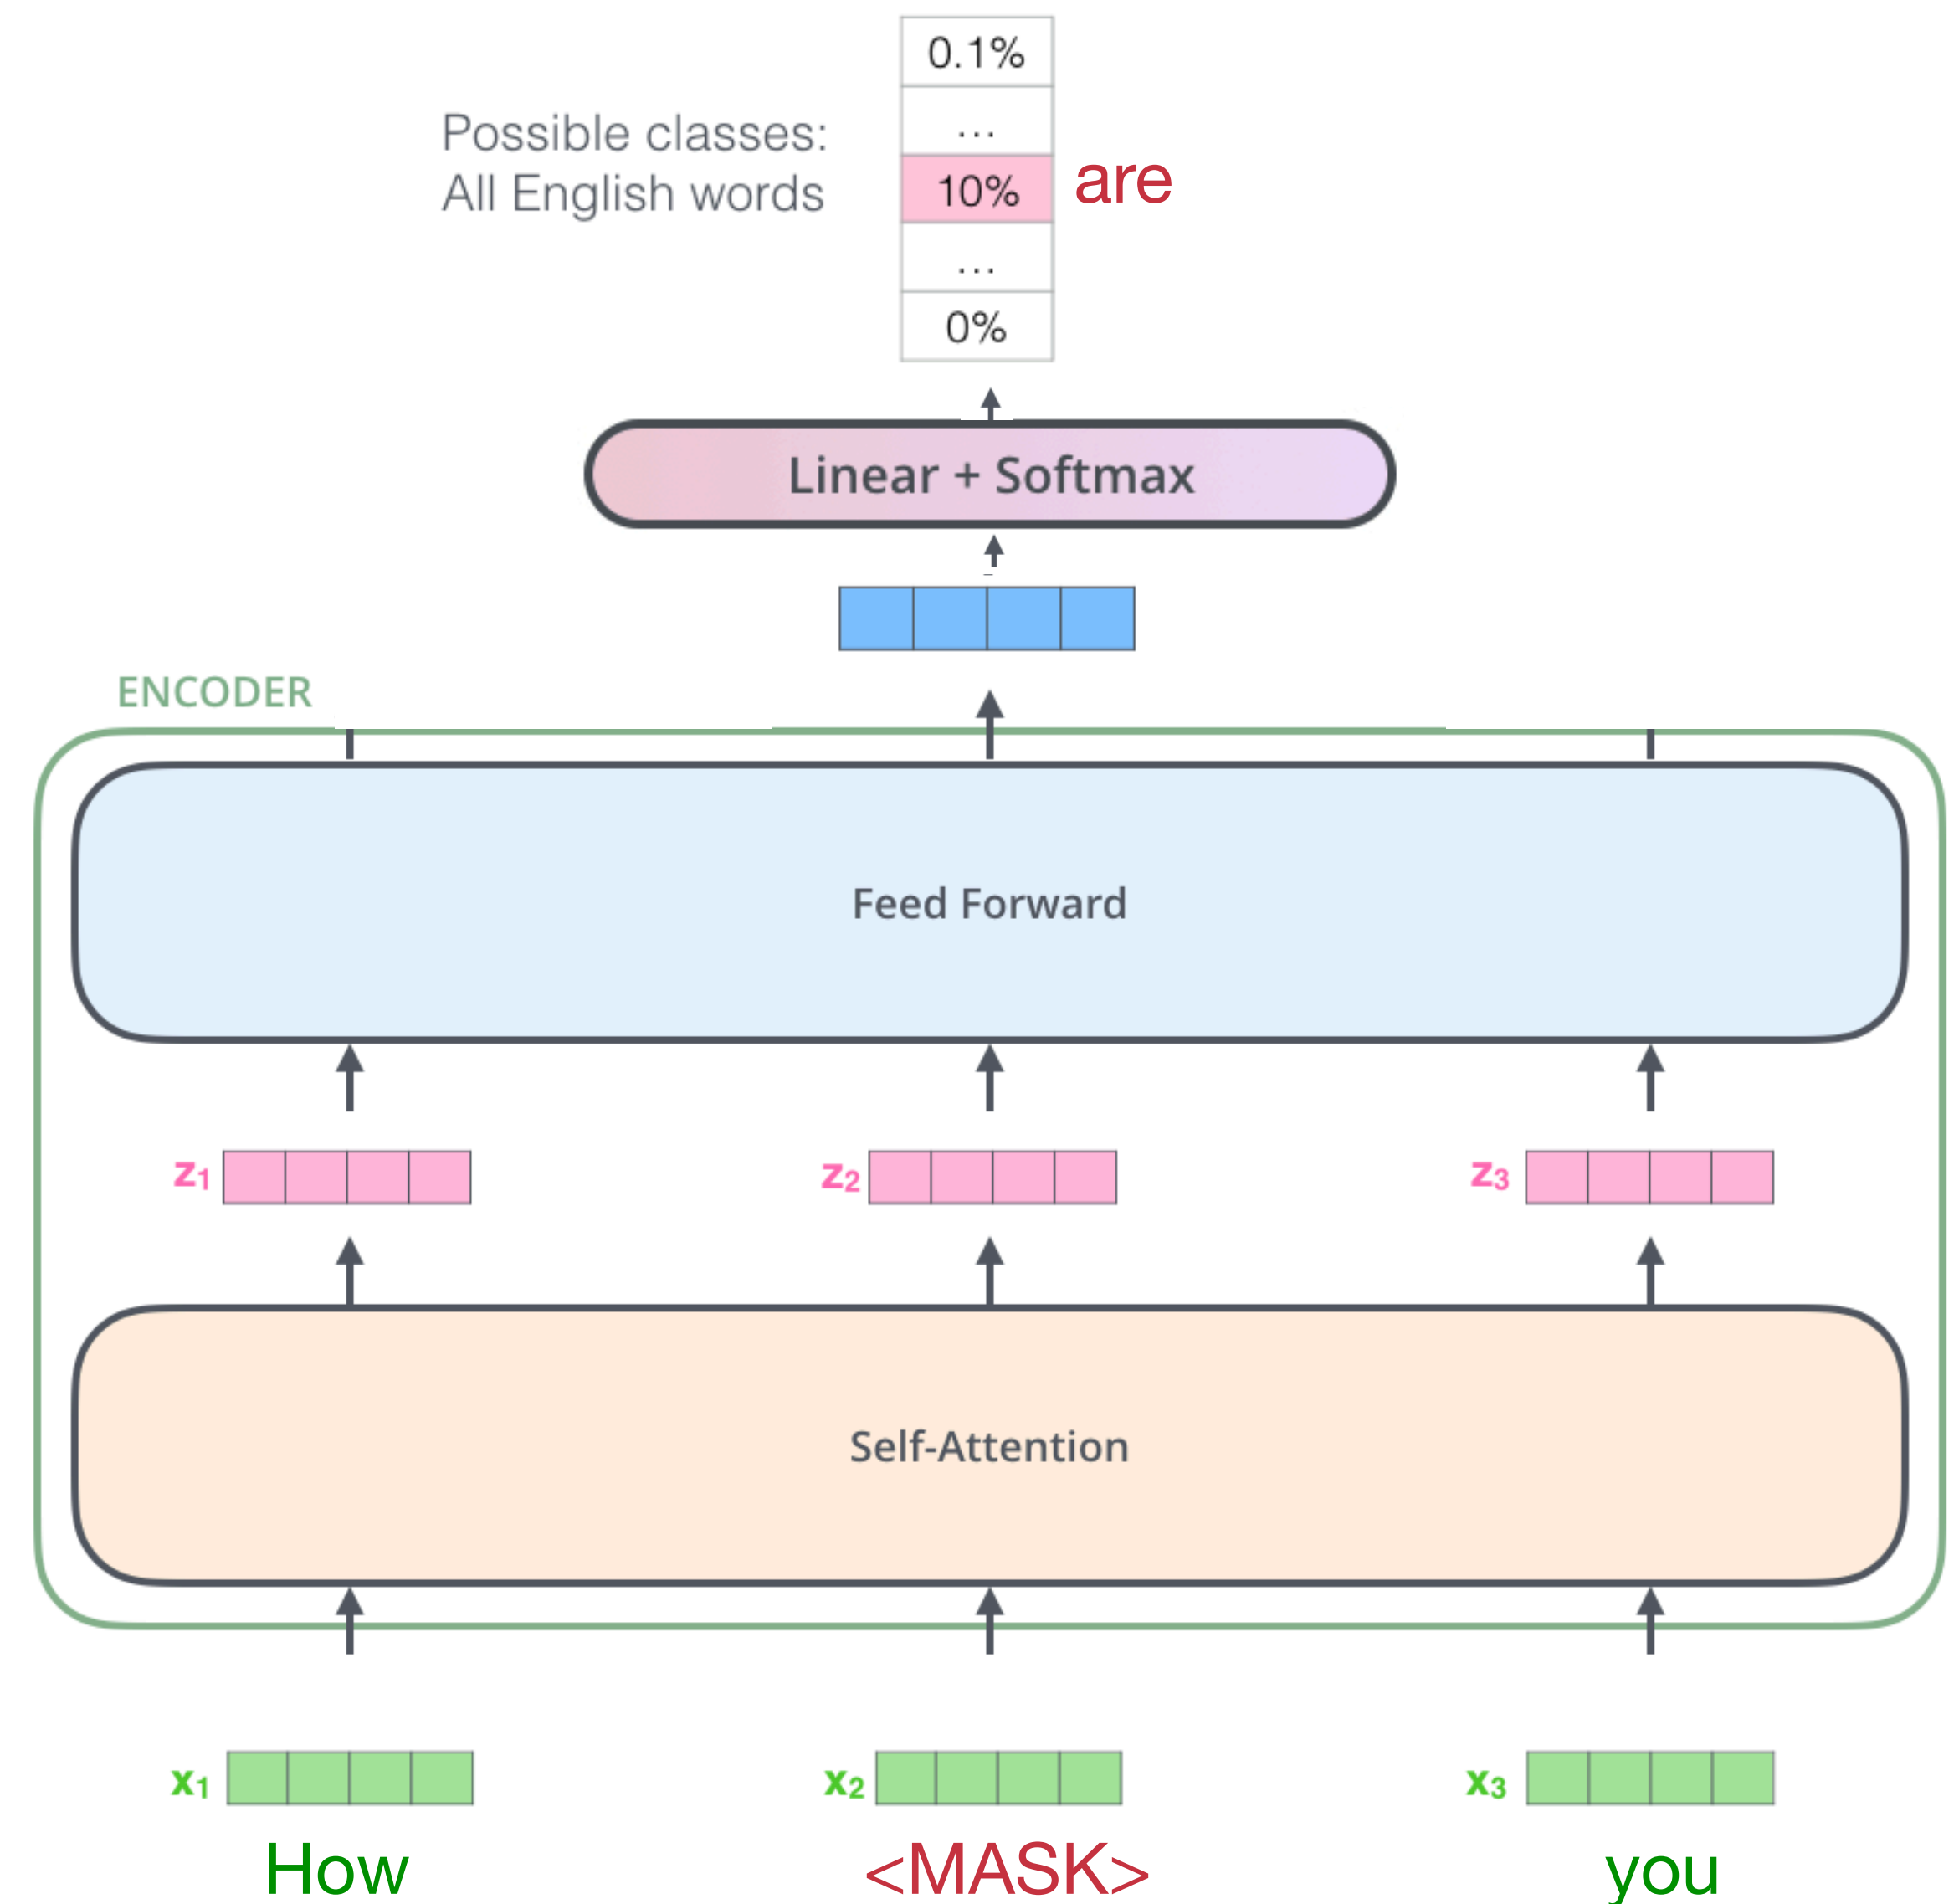 0.1%
...
Possible classes:
All English words
10%
are
...
0%
Linear + Softmax
ENCODER
Feed Forward
z1
z2
z3
Self-Attention
x1
x2
x3
How
<MASK>
you